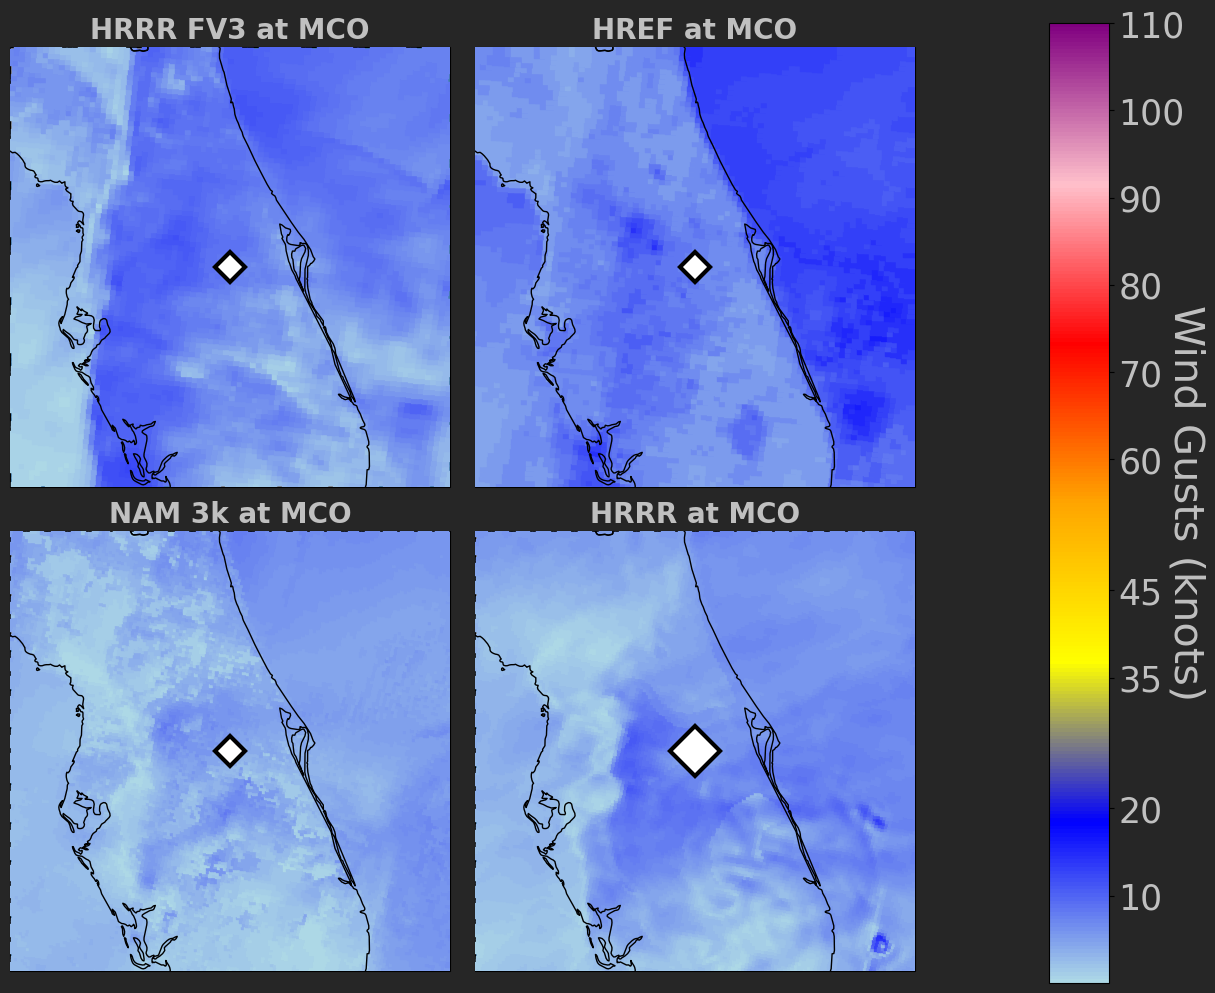 HRRR FV3 at MCO
HREF at MCO
NAM 3k at MCO
HRRR at MCO
110
100
90
80
70
60
45
35
20
10
Wind Gusts (knots)